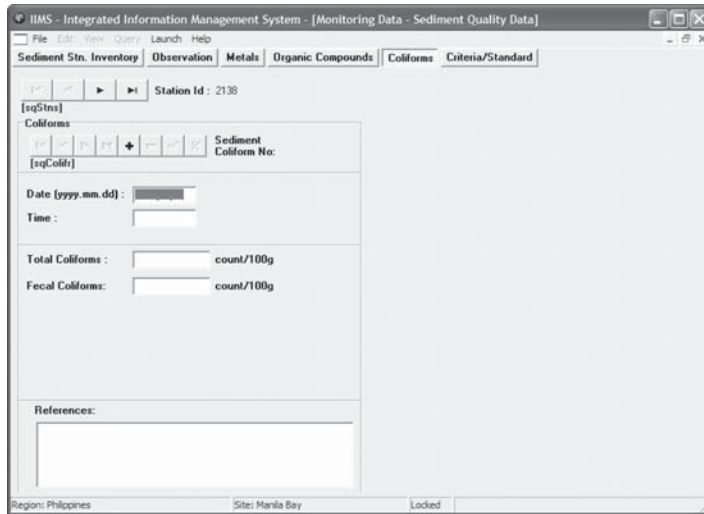 IIMS - Integrated Information Management System - [Monitoring Data - Sediment Quality Data]
File Edit View Query Launch Help
Sediment Stn. Inventory Observation Metals Organic Compounds Coliforms Criteria/Standard
Station Id : 2138
[sqStns]
Coliforms
Sediment
Coliform No:
[sqColifr]
Date (yyyy.mm.dd) :
Time :
Total Coliforms : count/100g
Fecal Coliforms: count/100g
References:
Region: Philippines Site: Manila Bay Locked